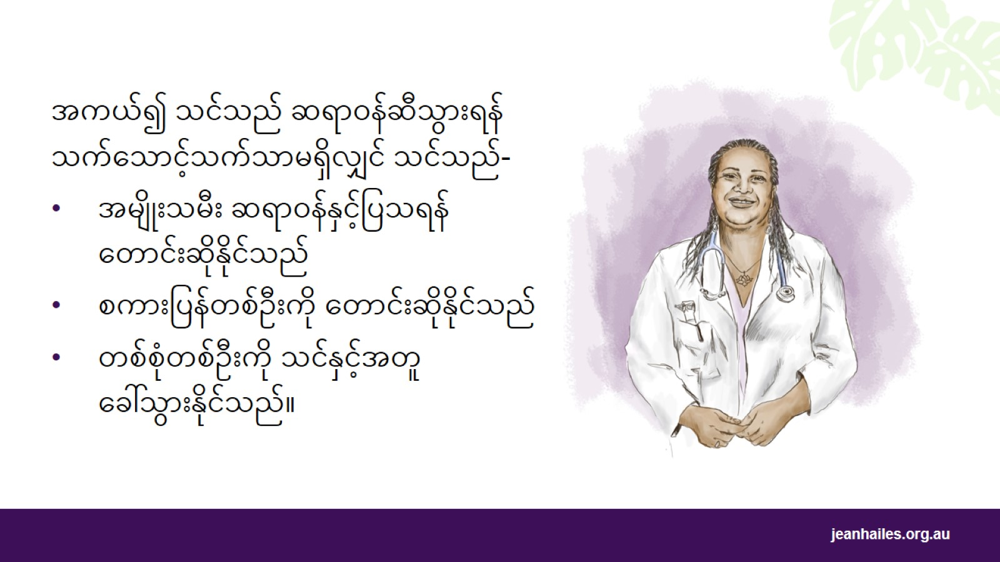 အကယ်၍ သင်သည် ဆရာဝန်ဆီသွားရန်
သက်သောင့်သက်သာမရှိလျှင် သင်သည်-
• အမျိုးသမီး ဆရာဝန်နှင့်ပြသရန်
တောင်းဆိုနိုင်သည်
• စကားပြန်တစ်ဦးကို တောင်းဆိုနိုင်သည်
• တစ်စုံတစ်ဦးကို သင်နှင့်အတူ
ခေါ်သွားနိုင်သည်။
jeanhailes.org.au